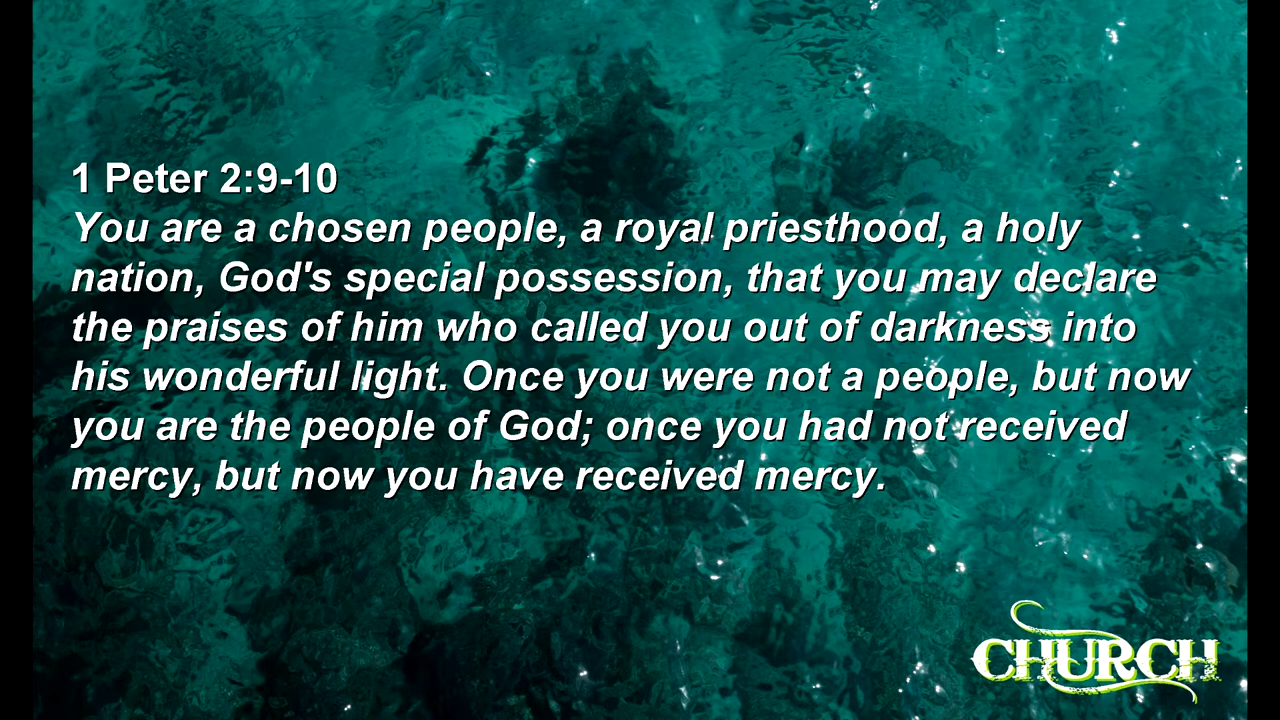 1 Peter 2:9-10
You are a chosen people, a royal priesthood, a holy
nation, God's special possession, that you may declare
the praises of him who called you out of darkness into
his wonderful light. Once you were not a people, but now
you are the people of God; once you had not received
mercy, but now you have received mercy.
CHURCH